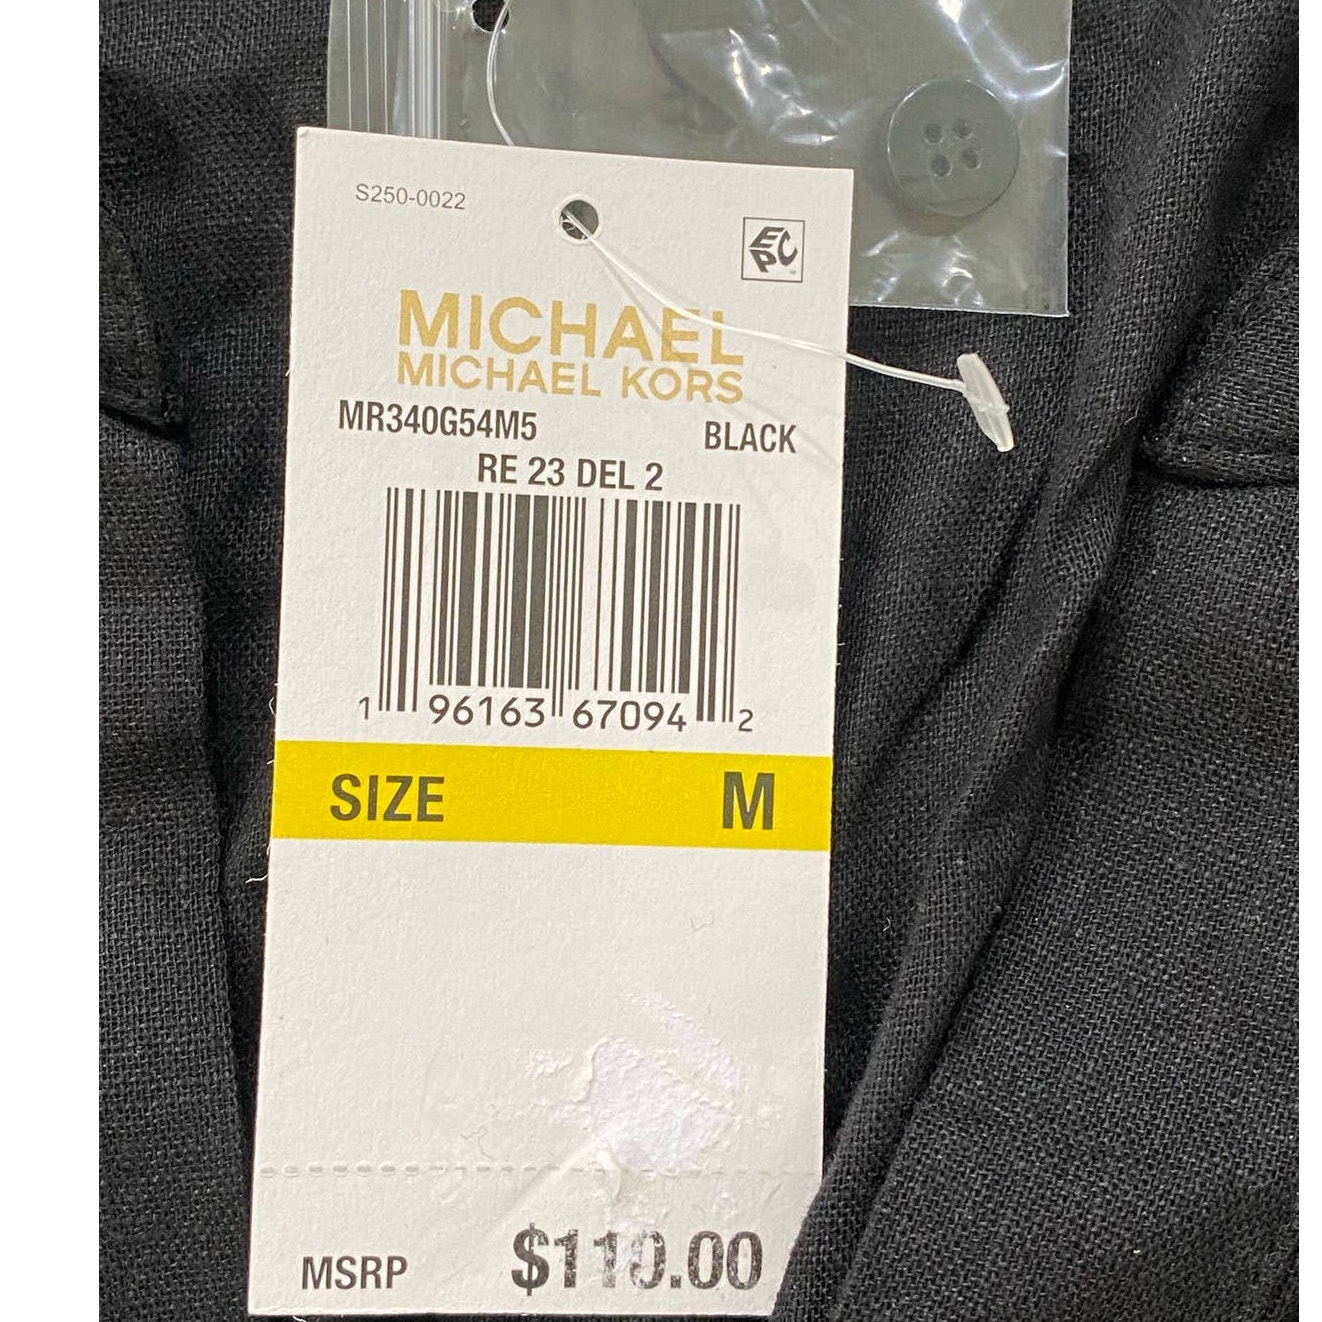 S250-0022
EPC
MICHAEL
MICHAEL KORS
MR340G54M5 BLACK
RE 23 DEL 2
1 96163 67094 2
SIZE M
MSRP $110.00